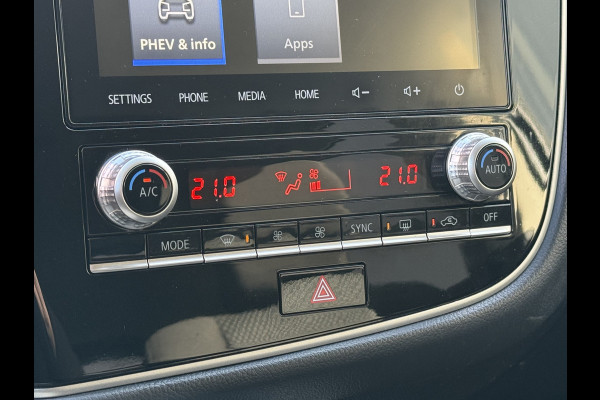 PHEV & info Apps
SETTINGS PHONE MEDIA HOME
A/C 21.0 21.0 AUTO
MODE SYNC OFF